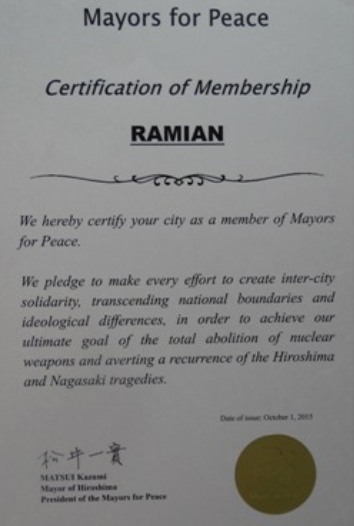 Mayors for Peace
Certification of Membership
RAMIAN
We hereby certify your city as a member of Mayors
for Peace.
We pledge to make every effort to create inter-city
solidarity, transcending national boundaries and
ideological differences, in order to achieve our
ultimate goal of the total abolition of nuclear
weapons and averting a recurrence of the Hiroshima
and Nagasaki tragedies.
Date of issue: October 1, 2015
松井一實
MATSUI Kazumi
Mayor of Hiroshima
President of the Mayors for Peace